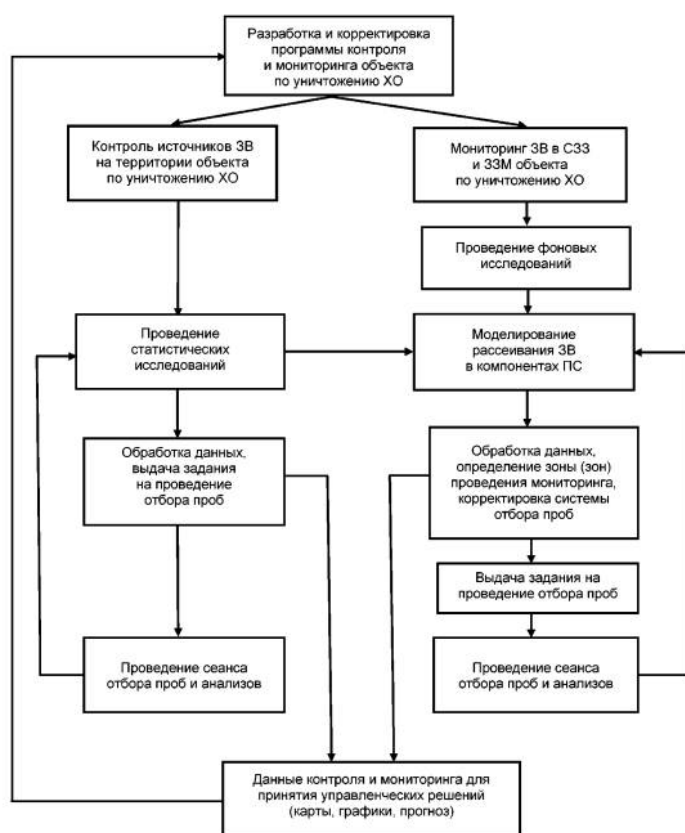 Разработка и корректировка
программы контроля
и мониторинга объекта
по уничтожению ХО
Контроль источников ЗВ
на территории объекта
по уничтожению ХО
Мониторинг ЗВ в СЗЗ
и ЗЗМ объекта
по уничтожению ХО
Проведение фоновых
исследований
Проведение
статистических
исследований
Моделирование
рассеивания ЗВ
в компонентах ПС
Обработка данных,
выдача задания
на проведение
отбора проб
Обработка данных,
определение зоны (зон)
проведения мониторинга,
корректировка системы
отбора проб
Выдача задания на
проведение отбора проб
Проведение сеанса
отбора проб и анализов
Проведение сеанса
отбора проб и анализов
Данные контроля и мониторинга для
принятия управленческих решений
(карты, графики, прогноз)